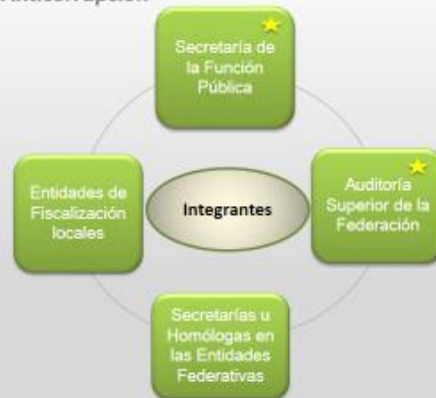 Anticorrupción
Secretaría de
la Función
Pública
Entidades de
Fiscalización
locales
Integrantes
Auditoría
Superior de la
Federación
Secretarías u
Homólogas en
las Entidades
Federativas